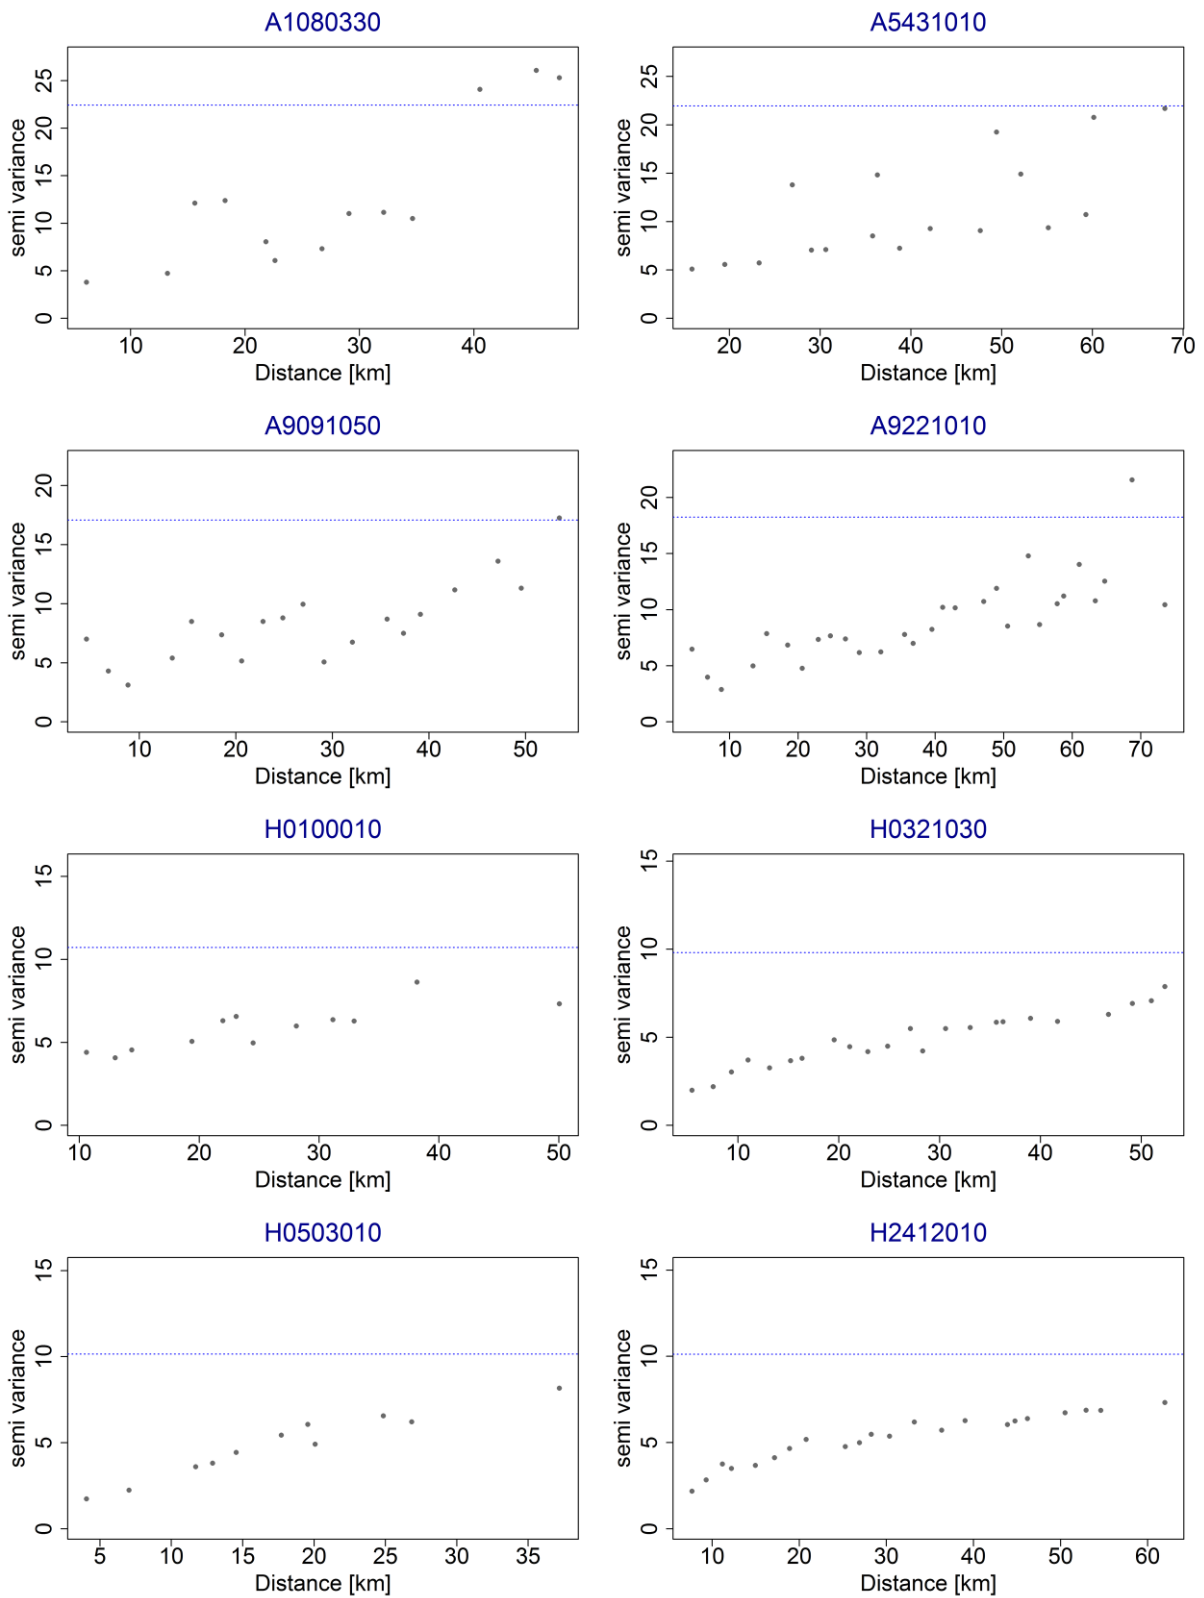 A1080330
semi variance
0 5 10 15 20 25
10 20 30 40
Distance [km]
A5431010
semi variance
0 5 10 15 20 25
20 30 40 50 60 70
Distance [km]
A9091050
semi variance
0 5 10 15 20
10 20 30 40 50
Distance [km]
A9221010
semi variance
0 5 10 15 20
10 20 30 40 50 60 70
Distance [km]
H0100010
semi variance
0 5 10 15
10 20 30 40 50
Distance [km]
H0321030
semi variance
0 5 10 15
10 20 30 40 50
Distance [km]
H0503010
semi variance
0 5 10 15
5 10 15 20 25 30 35
Distance [km]
H2412010
semi variance
0 5 10 15
10 20 30 40 50 60
Distance [km]